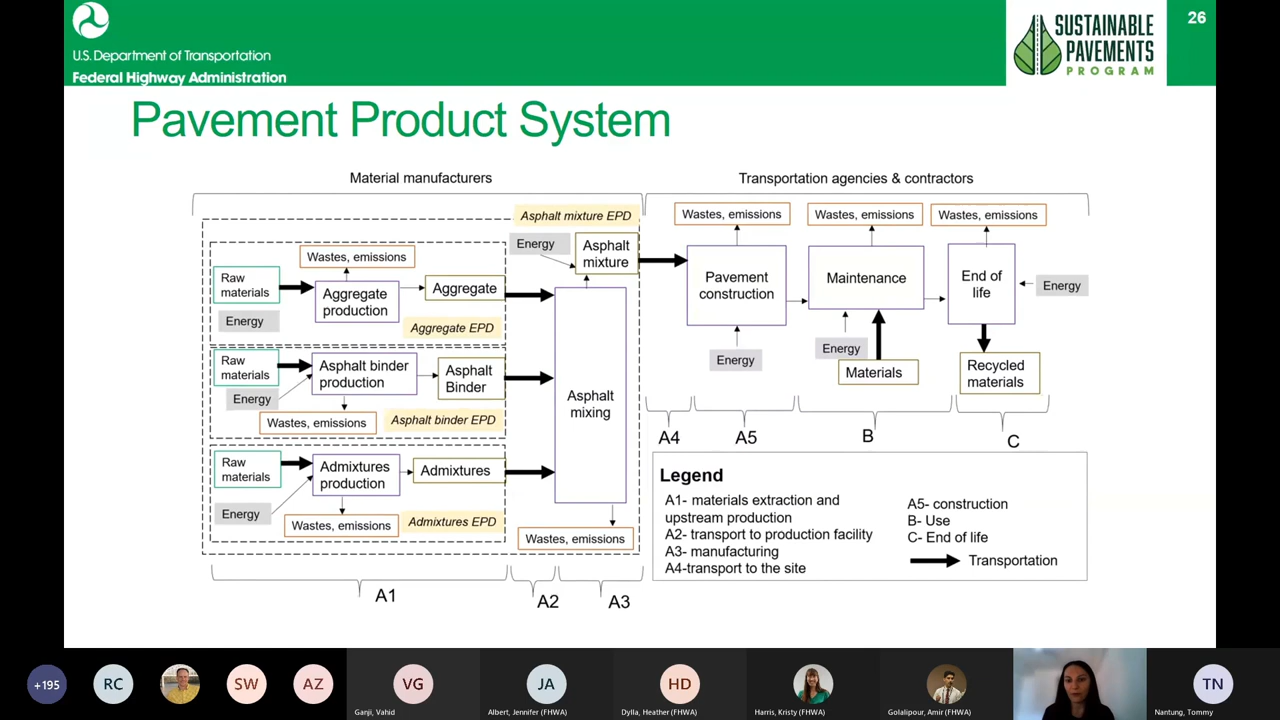 U.S. Department of Transportation
Federal Highway Administration
SUSTAINABLE
PAVEMENTS
PROGRAM
26
Pavement Product System
Material manufacturers
Transportation agencies & contractors
Asphalt mixture EPD
Energy
Asphalt
mixture
Wastes, emissions
Raw
materials
Energy
Aggregate
production
Aggregate
Aggregate EPD
Raw
materials
Energy
Asphalt binder
production
Asphalt
Binder
Wastes, emissions
Asphalt binder EPD
Raw
materials
Energy
Admixtures
production
Admixtures
Wastes, emissions
Admixtures EPD
Asphalt
mixing
Wastes, emissions
A1
A2
A3
Wastes, emissions
Wastes, emissions
Wastes, emissions
Pavement
construction
Maintenance
End of
life
Energy
Energy
Energy
Materials
Recycled
materials
A4
A5
B
C
Legend
A1- materials extraction and
upstream production
A2- transport to production facility
A3- manufacturing
A4-transport to the site
A5- construction
B- Use
C- End of life
Transportation
+195
RC
SW
AZ
VG
Ganji, Vahid
JA
Albert, Jennifer (FHWA)
HD
Dylla, Heather (FHWA)
Harris, Kristy (FHWA)
Golalipour, Amir (FHWA)
TN
Nantung, Tommy